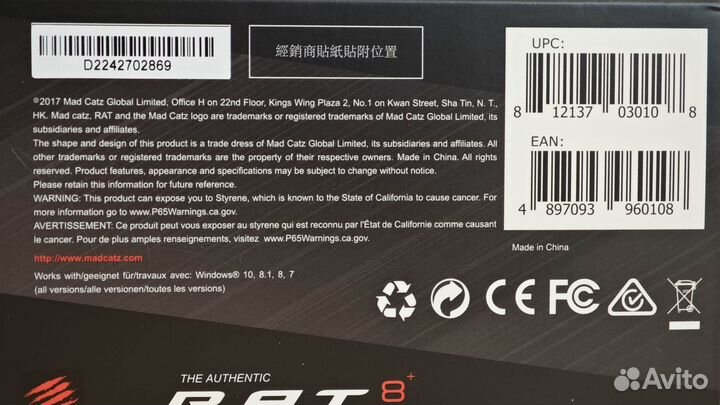 D2242702869
經銷商貼紙貼附位置
UPC:
8 12137 03010 8
EAN:
4 897093 960108
©2017 Mad Catz Global Limited, Office H on 22nd Floor, Kings Wing Plaza 2, No.1 on Kwan Street, Sha Tin, N. T.,
HK. Mad catz, RAT and the Mad Catz logo are trademarks or registered trademarks of Mad Catz Global Limited, its
subsidiaries and affiliates.
The shape and design of this product is a trade dress of Mad Catz Global Limited, its subsidiaries and affiliates. All
other trademarks or registered trademarks are the property of their respective owners. Made in China. All rights
reserved. Product features, appearance and specifications may be subject to change without notice.
Please retain this information for future reference.
WARNING: This product can expose you to Styrene, which is known to the State of California to cause cancer. For
more information go to www.P65Warnings.ca.gov.
AVERTISSEMENT: Ce produit peut vous exposer au styrene qui est reconnu par l'État de Californie comme causant
le cancer. Pour de plus amples renseignements, visitez www.P65Warnings.ca.gov.
Made in China
http://www.madcatz.com
Works with/geeignet für/travaux avec: Windows® 10, 8.1, 8, 7
(all versions/alle versionen/toutes les versions)
CE FC
THE AUTHENTIC
R.A.T 8+
Avito